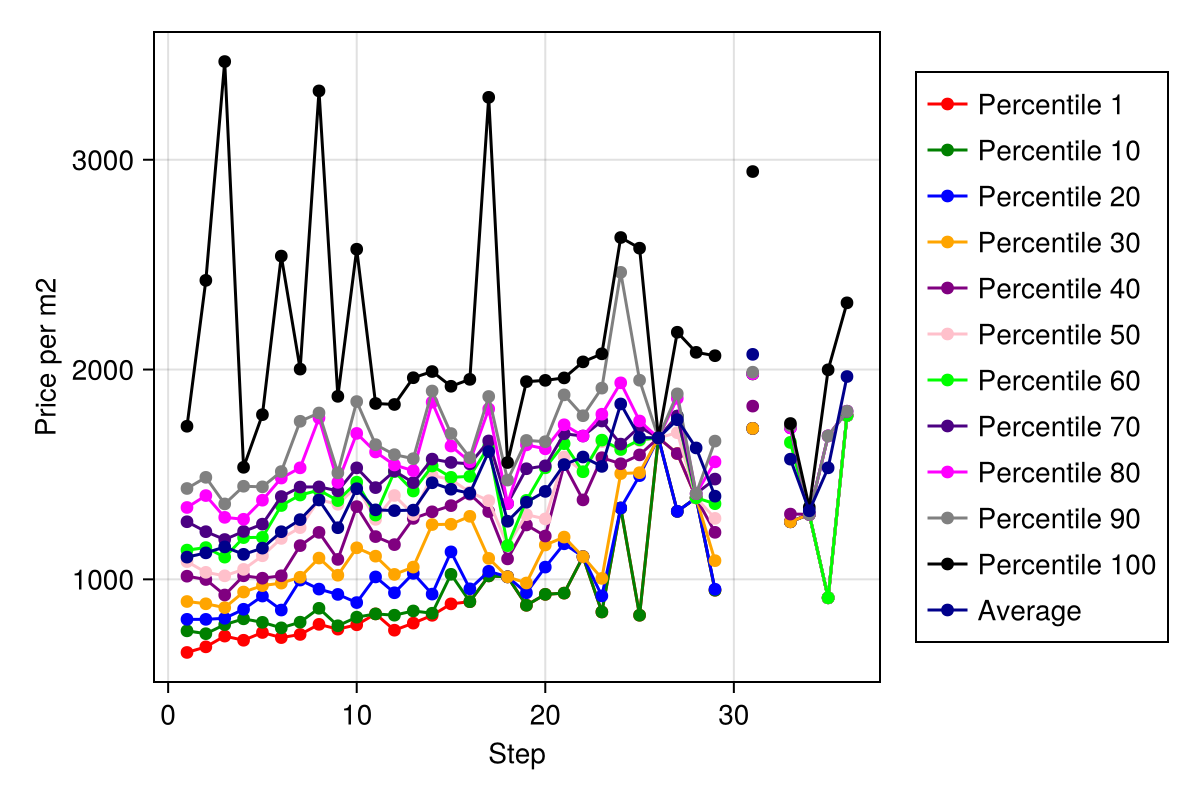 3000
2000
1000
Price per m2
0 10 20 30
Step
Percentile 1
Percentile 10
Percentile 20
Percentile 30
Percentile 40
Percentile 50
Percentile 60
Percentile 70
Percentile 80
Percentile 90
Percentile 100
Average